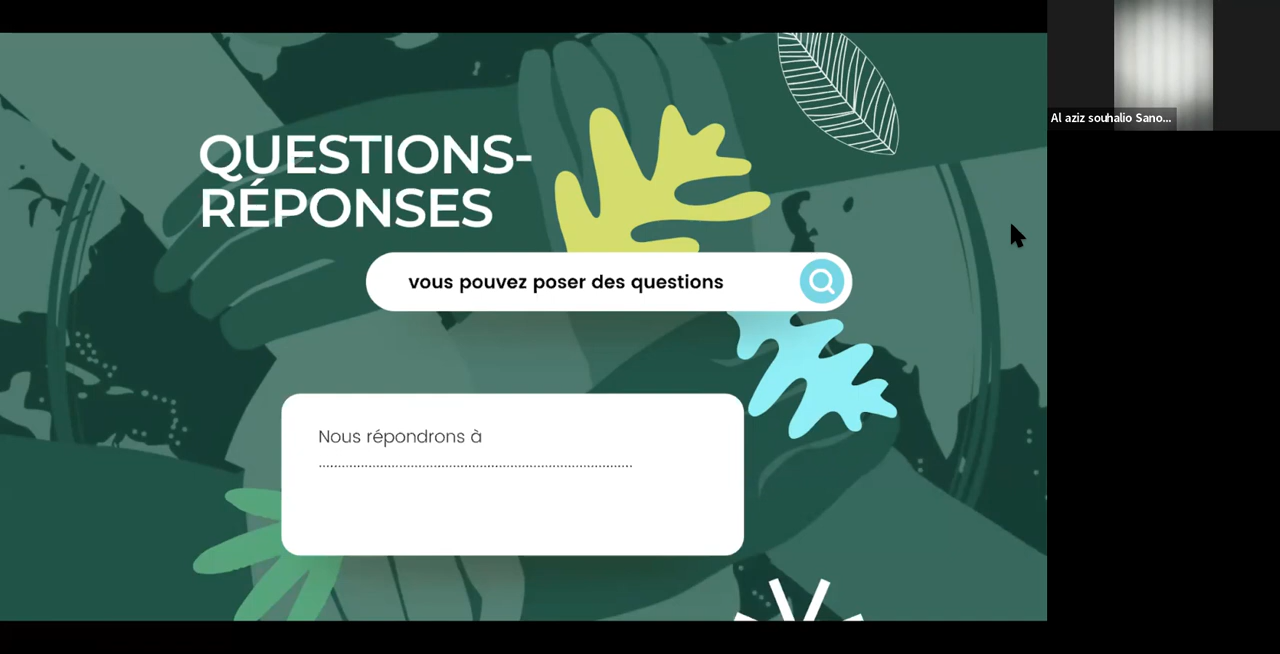 QUESTIONS-
RÉPONSES
vous pouvez poser des questions
Nous répondrons à
................................................................................
Al aziz souhalio Sano...